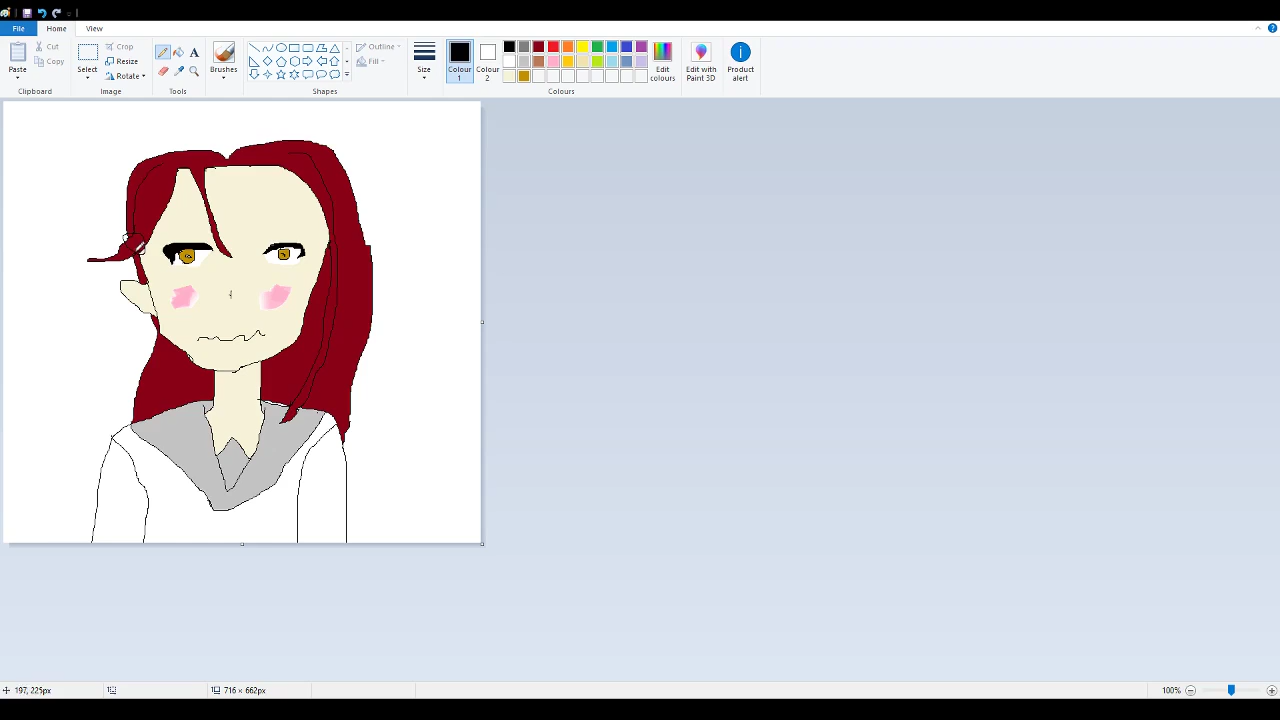 File Home View
Paste Cut Copy Clipboard
Select Crop Resize Rotate Image
A Tools
Brushes
Outline Fill Shapes
Size
Colour 1 Colour 2 Edit colours Colours
Edit with Paint 3D
Product alert
197, 225px 716 × 662px 100%